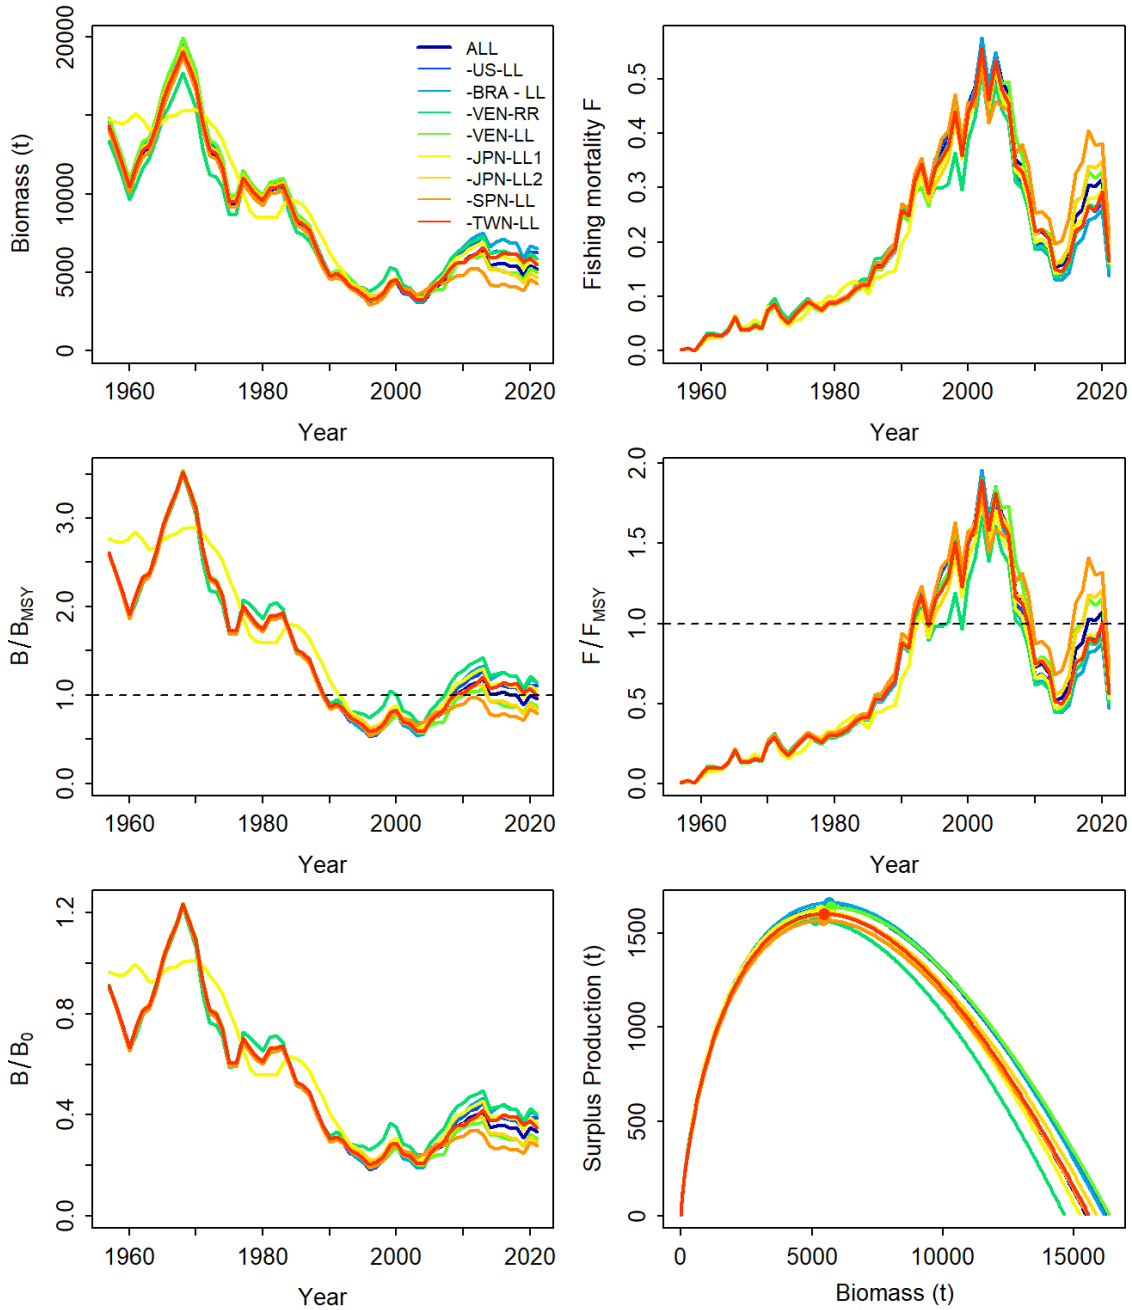 Biomass (t)
20000
10000
5000
0
1960
1980
2000
2020
Year
ALL
-US-LL
-BRA - LL
-VEN-RR
-VEN-LL
-JPN-LL1
-JPN-LL2
-SPN-LL
-TWN-LL
Fishing mortality F
0.5
0.4
0.3
0.2
0.1
0.0
1960
1980
2000
2020
Year
B/BMSY
3.0
2.0
1.0
0.0
1960
1980
2000
2020
Year
F/FMSY
2.0
1.5
1.0
0.5
0.0
1960
1980
2000
2020
Year
B/B0
1.2
0.8
0.4
0.0
1960
1980
2000
2020
Year
Surplus Production (t)
1500
1000
500
0
0
5000
10000
15000
Biomass (t)